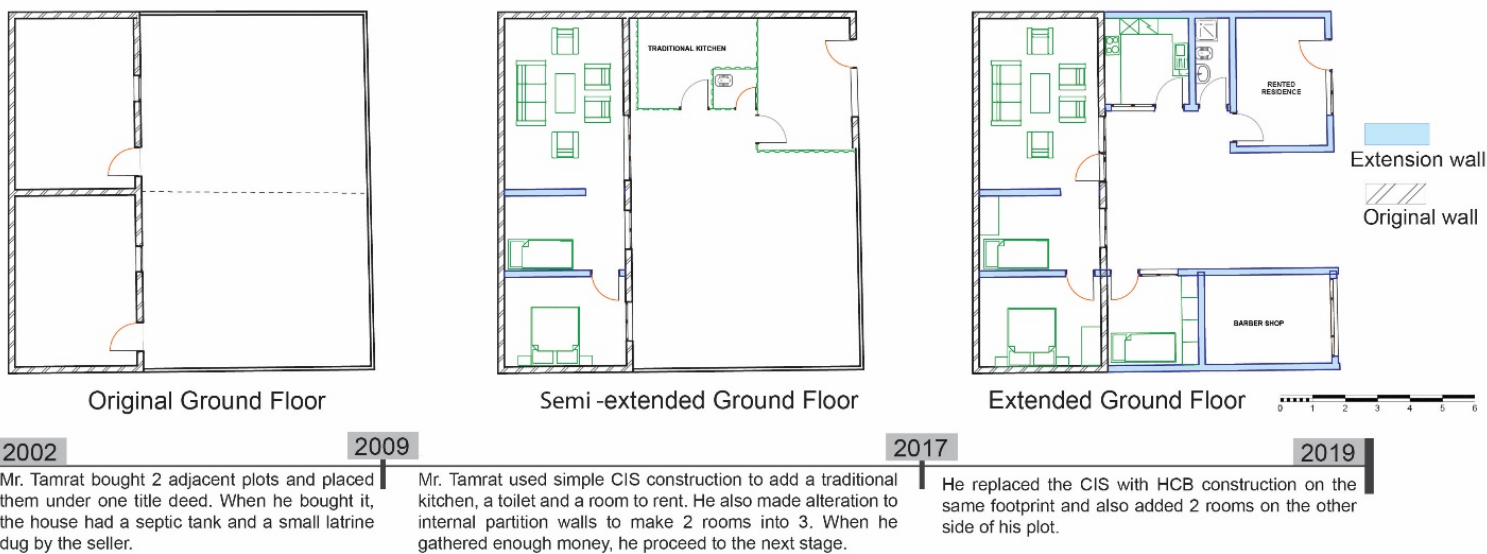 TRADITIONAL KITCHEN
RENTED
RESIDENCE
BARBER SHOP
Extension wall
Original wall
Original Ground Floor
Semi -extended Ground Floor
Extended Ground Floor
0 1 2 3 4 5 6
2002
2009
2017
2019
Mr. Tamrat bought 2 adjacent plots and placed
them under one title deed. When he bought it,
the house had a septic tank and a small latrine
dug by the seller.
Mr. Tamrat used simple CIS construction to add a traditional
kitchen, a toilet and a room to rent. He also made alteration to
internal partition walls to make 2 rooms into 3. When he
gathered enough money, he proceed to the next stage.
He replaced the CIS with HCB construction on the
same footprint and also added 2 rooms on the other
side of his plot.